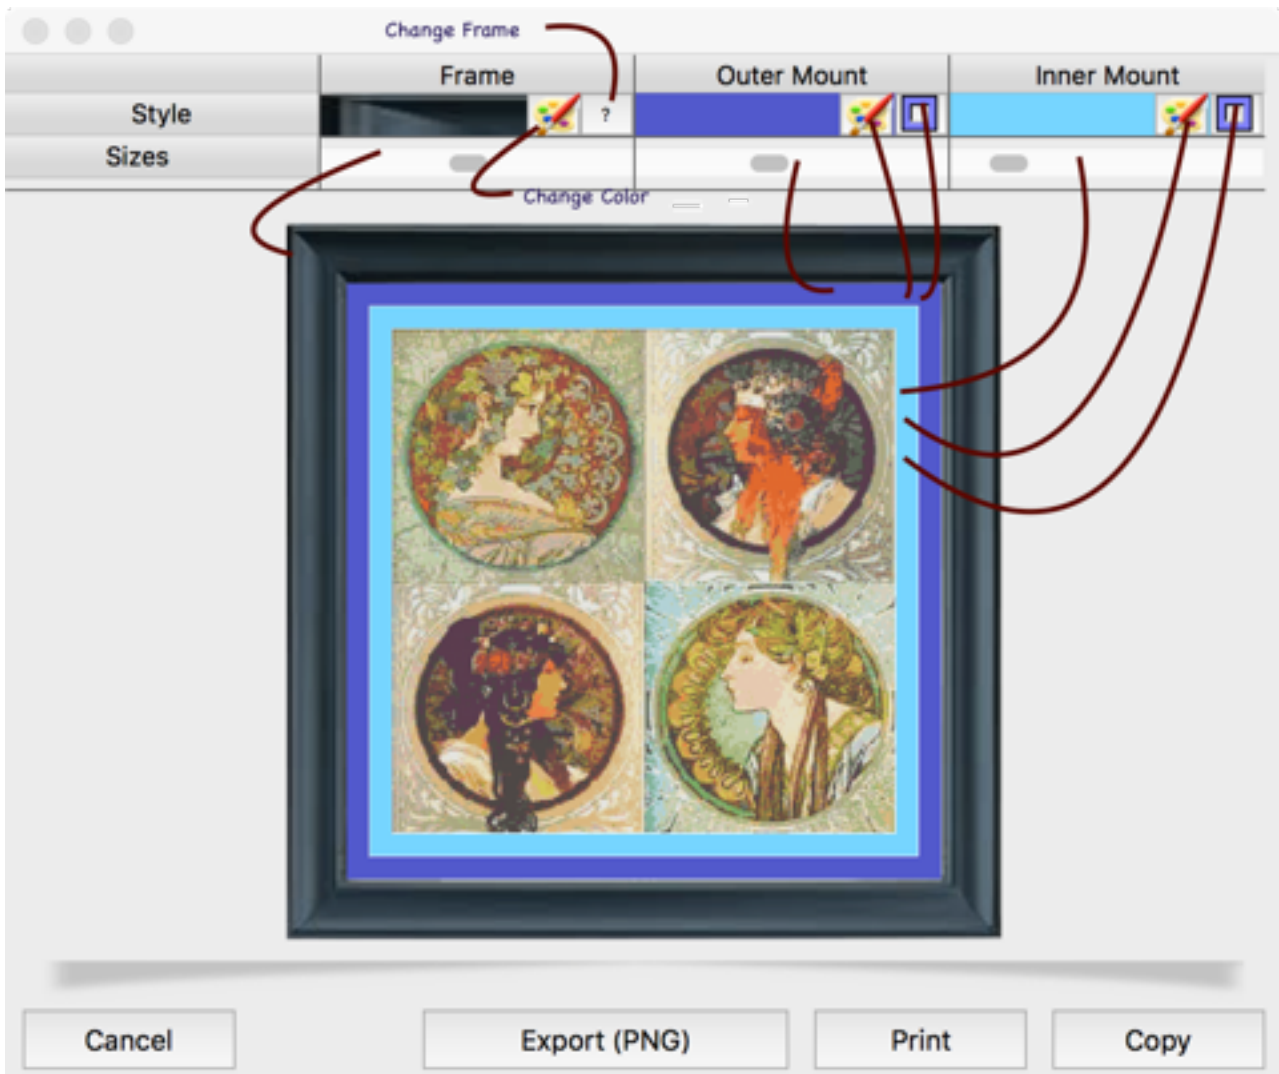 Change Frame
Frame Outer Mount Inner Mount
Style ?
Sizes
Change Color
Cancel Export (PNG) Print Copy